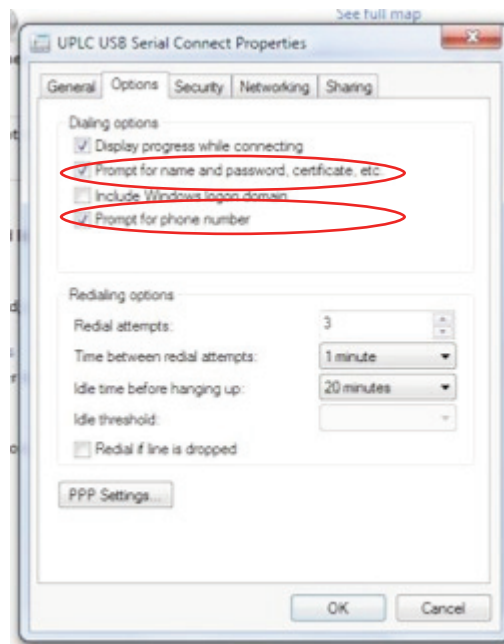 See full map
UPLC USB Serial Connect Properties
General Options Security Networking Sharing
Dialing options
Display progress while connecting
Prompt for name and password, certificate, etc.
Include Windows logon domain
Prompt for phone number
Redialing options
Redial attempts: 3
Time between redial attempts: 1 minute
Idle time before hanging up: 20 minutes
Idle threshold:
Redial if line is dropped
PPP Settings...
OK Cancel